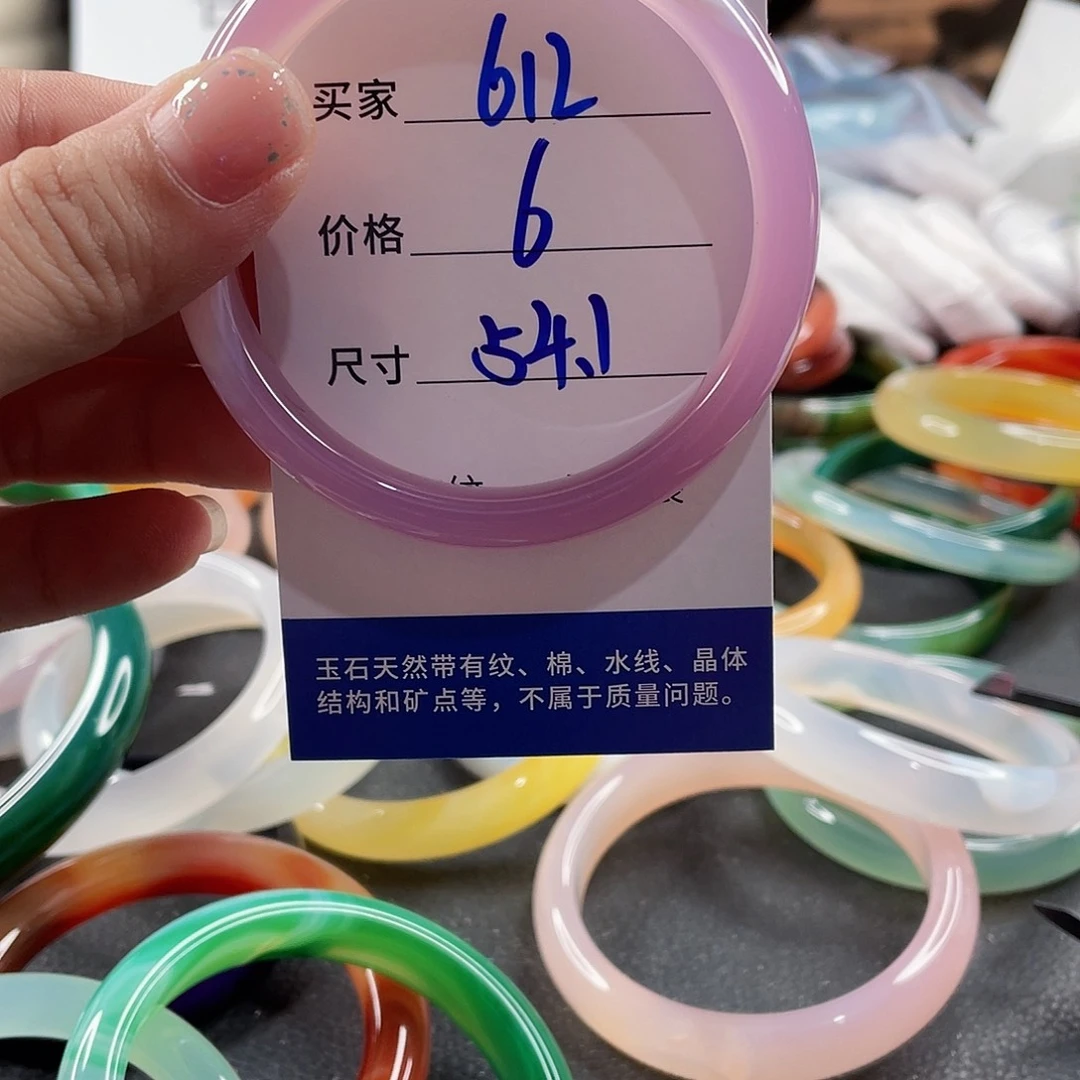 买家 612
价格 6
尺寸 54.1
玉石天然带有纹、棉、水线、晶体
结构和矿点等，不属于质量问题。